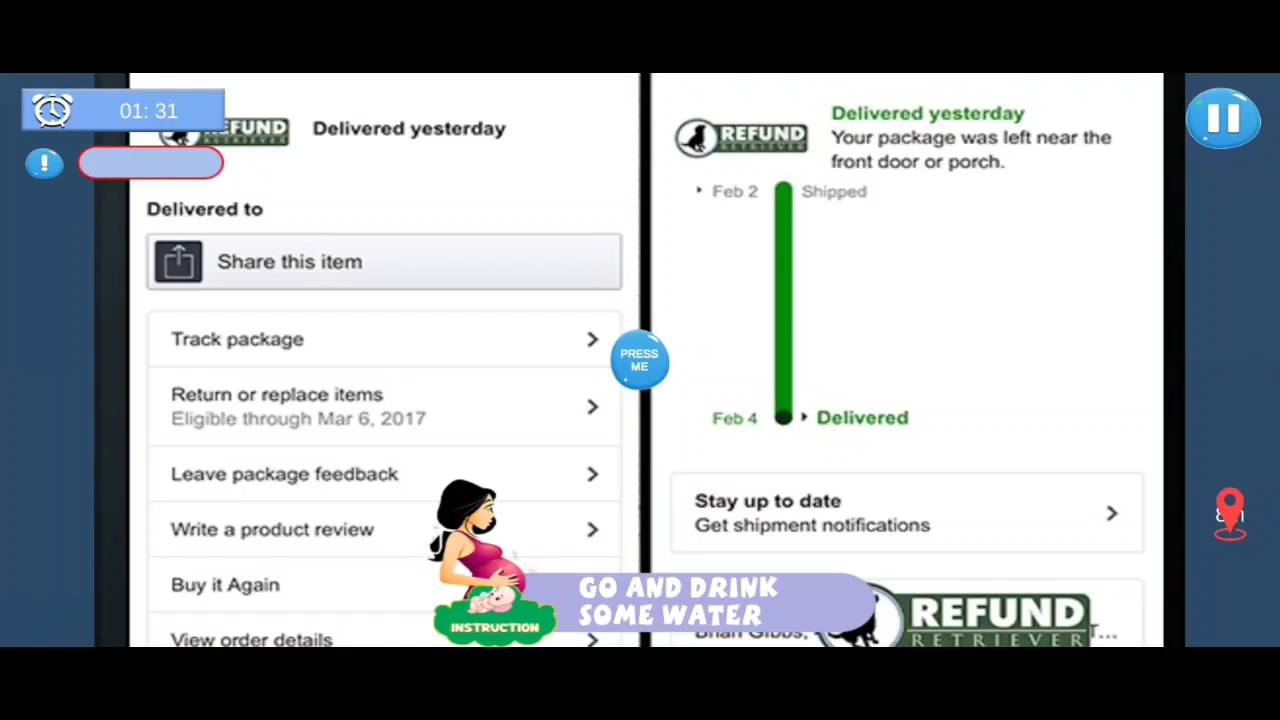 01: 31
REFUND
RETRIEVER
Delivered yesterday
Delivered to
Share this item
Track package
Return or replace items
Eligible through Mar 6, 2017
Leave package feedback
Write a product review
Buy it Again
View order details
PRESS
ME
REFUND
RETRIEVER
Delivered yesterday
Your package was left near the
front door or porch.
Feb 2
Shipped
Feb 4
Delivered
Stay up to date
Get shipment notifications
Brian Gibbs,
REFUND
RETRIEVER
INSTRUCTION
GO AND DRINK
SOME WATER